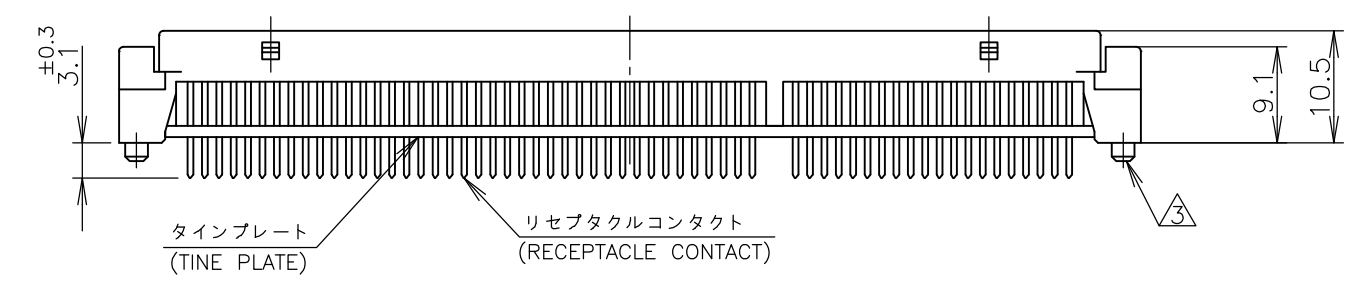 ±0.3
3.1
9.1
10.5
タインプレート
(TINE PLATE)
リセプタクルコンタクト
(RECEPTACLE CONTACT)
3